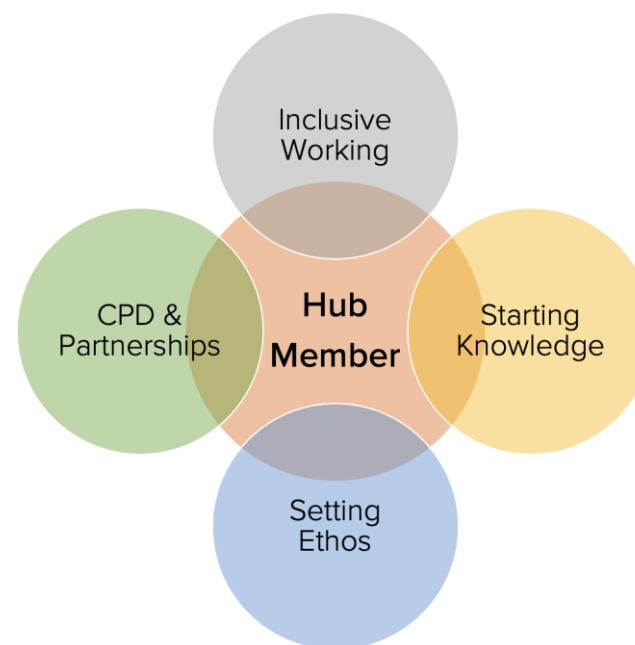 Inclusive
Working
CPD &
Partnerships
Hub
Member
Starting
Knowledge
Setting
Ethos